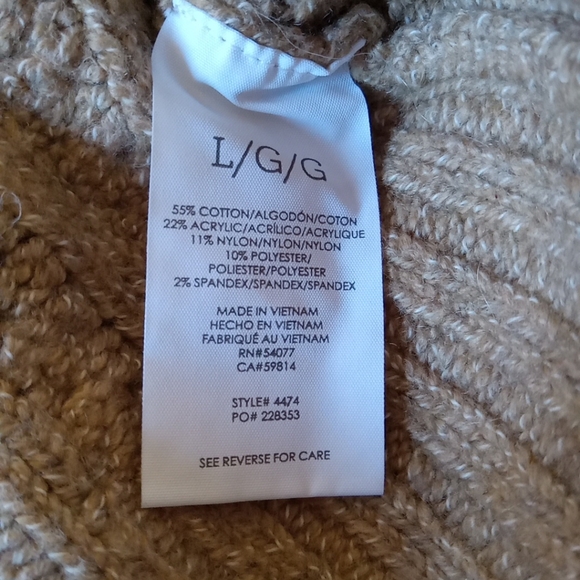 L/G/G
55% COTTON/ALGODÓN/COTON
22% ACRYLIC/ACRÍLICO/ACRYLIQUE
11% NYLON/NYLON/NYLON
10% POLYESTER/
POLIESTER/POLYESTER
2% SPANDEX/SPANDEX/SPANDEX
MADE IN VIETNAM
HECHO EN VIETNAM
FABRIQUÉ AU VIETNAM
RN#54077
CA#59814
STYLE# 4474
PO# 228353
SEE REVERSE FOR CARE